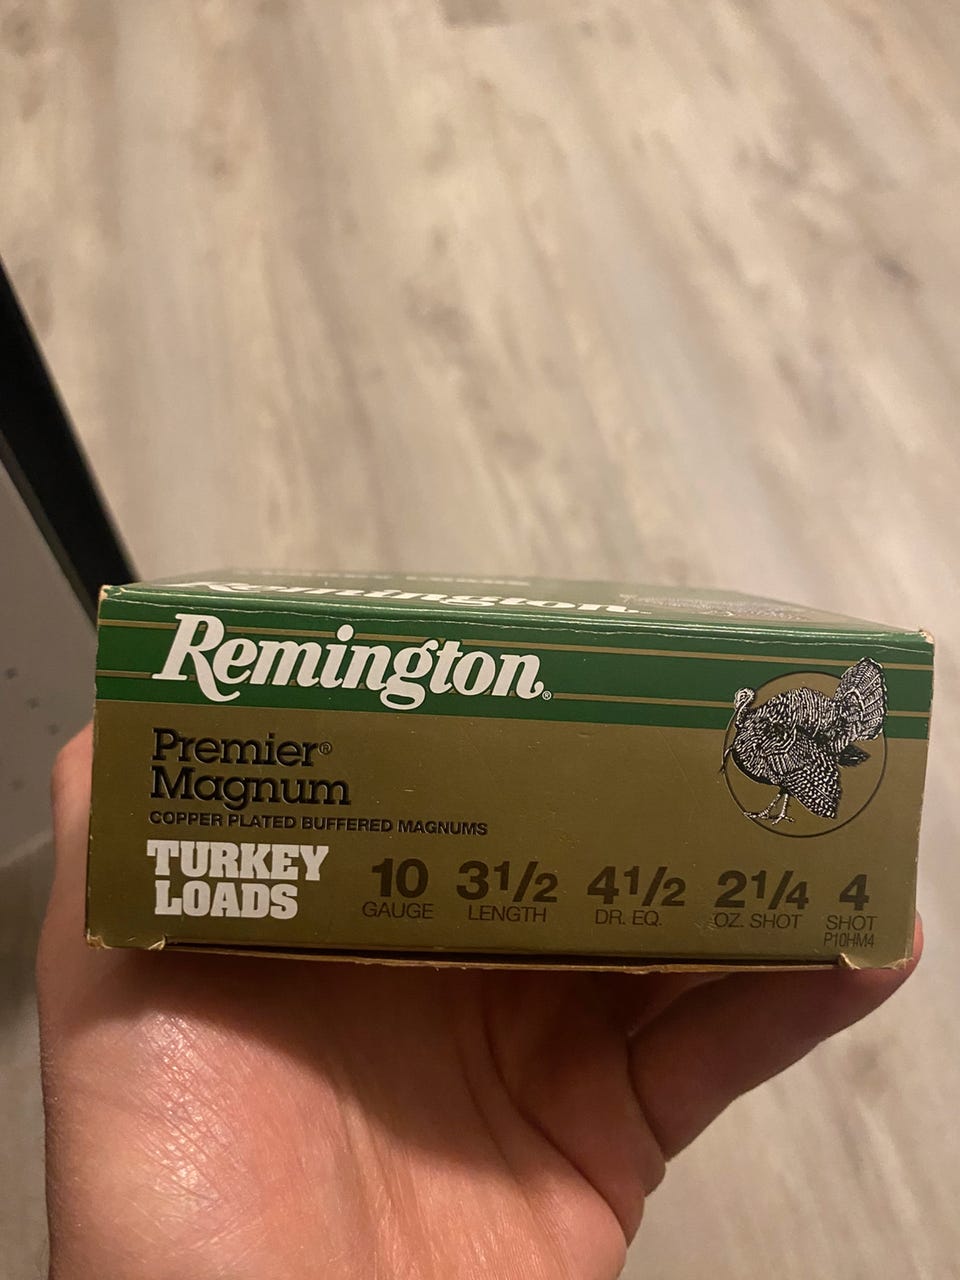 Remington
Remington®
Premier®
Magnum
COPPER PLATED BUFFERED MAGNUMS
TURKEY
LOADS
10 3 1/2 4 1/2 2 1/4 4
GAUGE LENGTH DR. EQ. OZ. SHOT SHOT
P10HM4